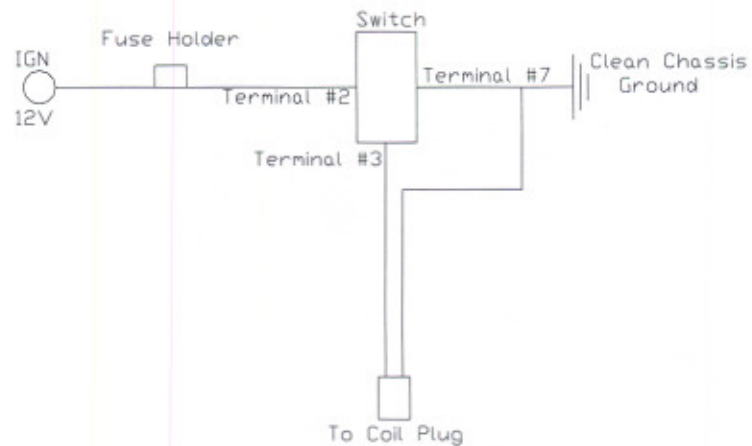 Switch
Fuse Holder
IGN
12V
Terminal #2
Terminal #7
Clean Chassis
Ground
Terminal #3
To Coil Plug